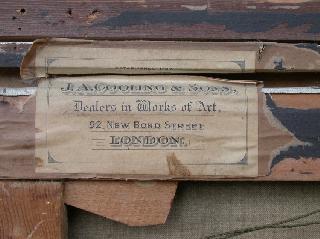 J. A. COOLING & SONS,
Dealers in Works of Art,
92, NEW BOND STREET
LONDON.